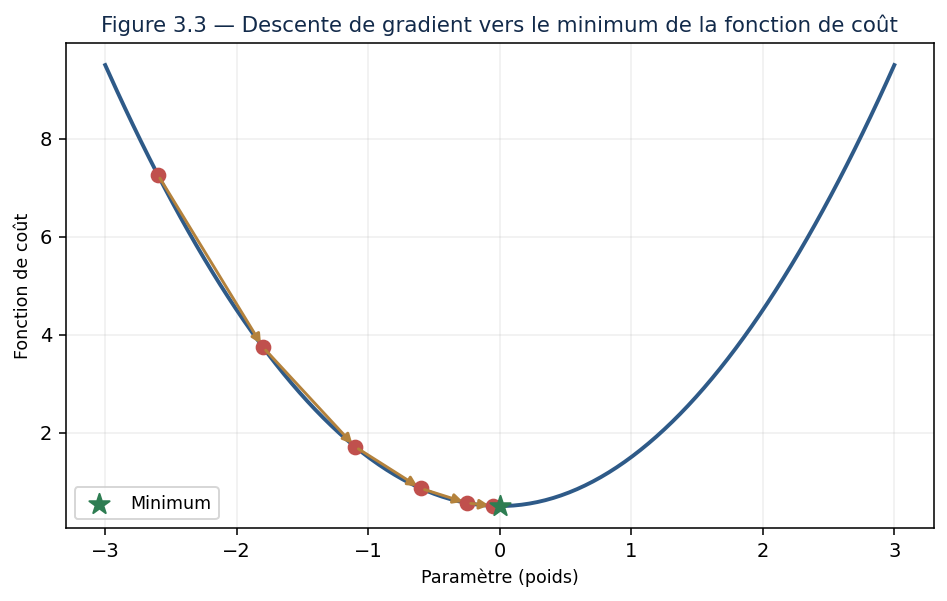 Figure 3.3 — Descente de gradient vers le minimum de la fonction de coût
8
6
4
2
Fonction de coût
Minimum
−3 −2 −1 0 1 2 3
Paramètre (poids)